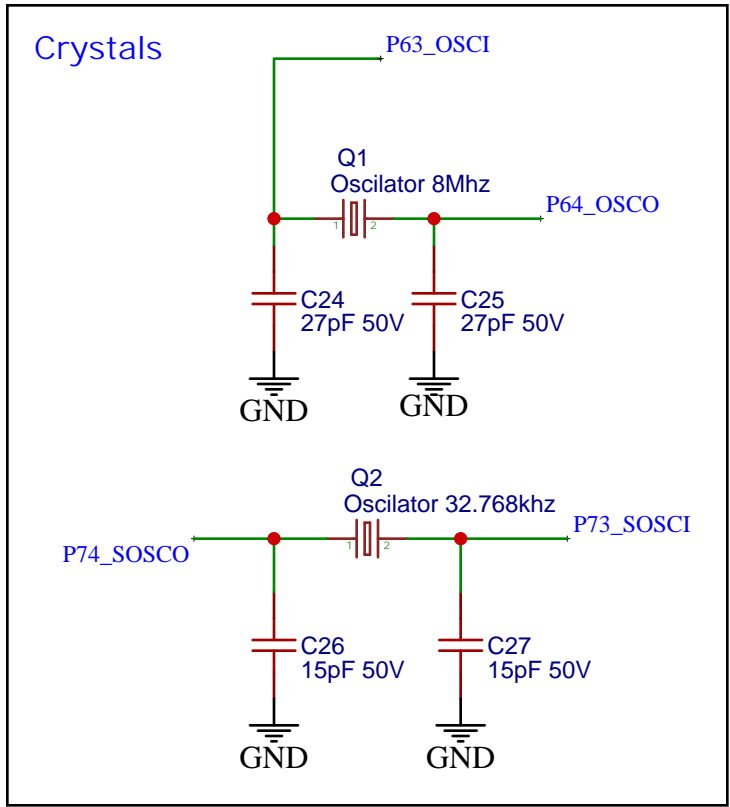 Crystals
P63_OSCI
Q1
Oscilator 8Mhz
P64_OSCO
1
2
C24
27pF 50V
C25
27pF 50V
GND
GND
Q2
Oscilator 32.768khz
P73_SOSCI
P74_SOSCO
1
2
C26
15pF 50V
C27
15pF 50V
GND
GND